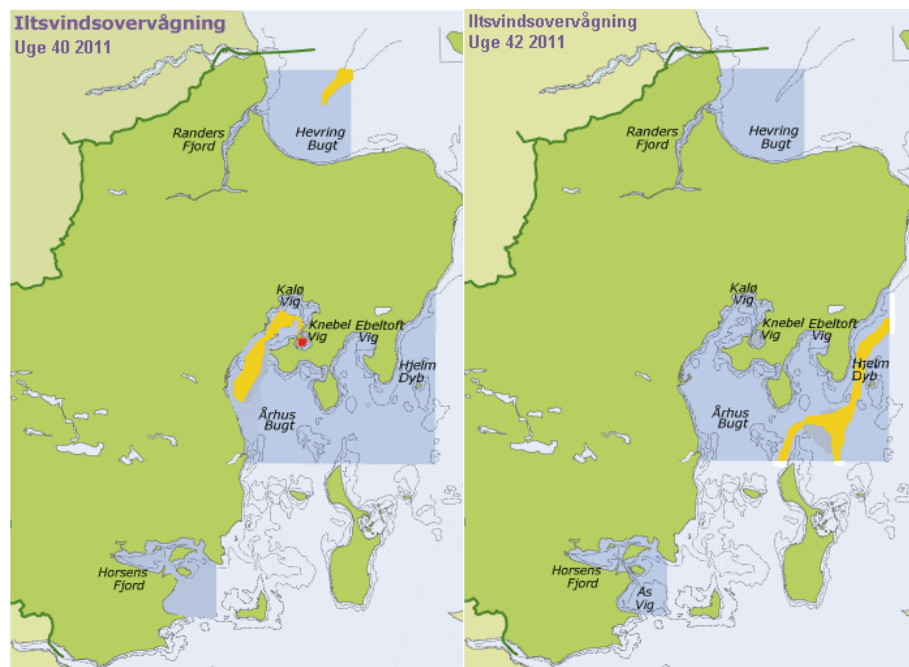 Iltsvindsovervågning
Uge 40 2011
Randers
Fjord
Hevring
Bugt
Kalø
Vig
Knebel
Vig
Ebeltoft
Vig
Hjelm
Dyb
Århus
Bugt
Horsens
Fjord
Iltsvindsovervågning
Uge 42 2011
Randers
Fjord
Hevring
Bugt
Kalø
Vig
Knebel
Vig
Ebeltoft
Vig
Hjelm
Dyb
Århus
Bugt
Horsens
Fjord
As
Vig